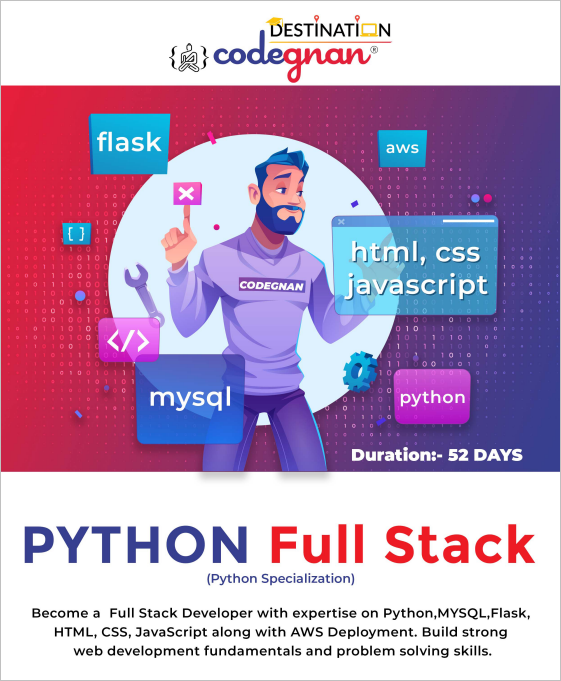 DESTINATION
codegnan®
flask
aws
[ ]
html, css
javascript
CODEGNAN
</>
mysql
python
Duration:- 52 DAYS
PYTHON Full Stack
(Python Specialization)
Become a  Full Stack Developer with expertise on Python,MYSQL,Flask,
HTML, CSS, JavaScript along with AWS Deployment. Build strong
web development fundamentals and problem solving skills.